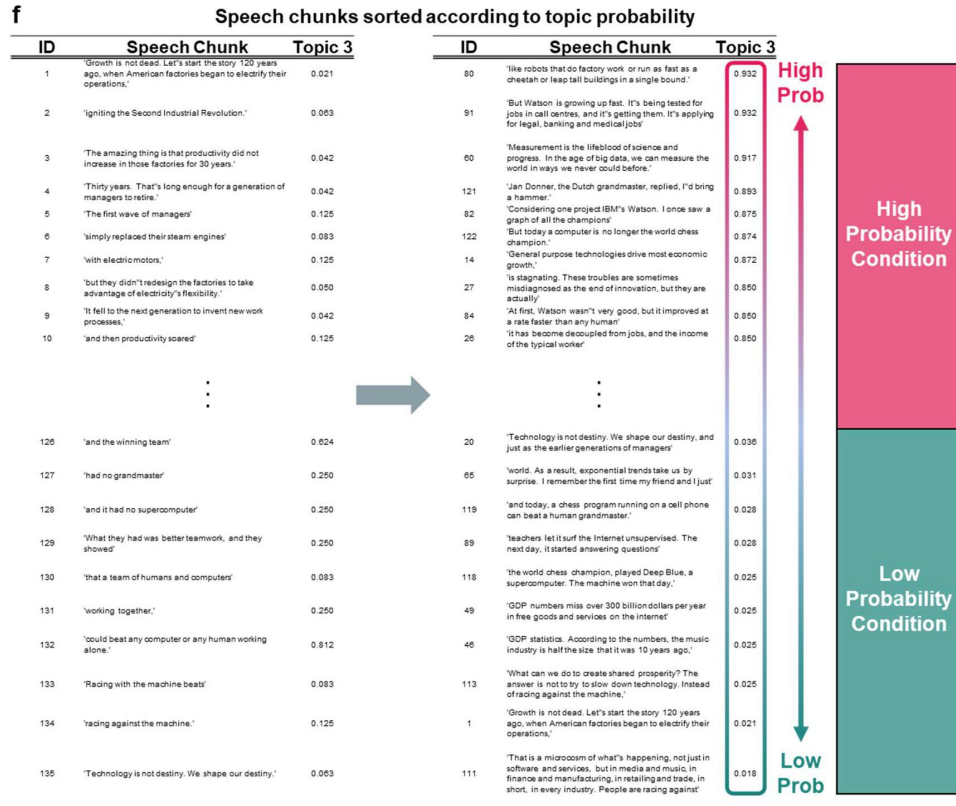 f
Speech chunks sorted according to topic probability
ID Speech Chunk Topic 3
1 'Growth is not dead. Let"s start the story 120 years
ago, when American factories began to electrify their
operations,' 0.021
2 'igniting the Second Industrial Revolution.' 0.063
3 'The amazing thing is that productivity did not
increase in those factories for 30 years.' 0.042
4 'Thirty years. That"s long enough for a generation of
managers to retire.' 0.042
5 'The first wave of managers' 0.125
6 'simply replaced their steam engines' 0.083
7 'with electric motors,' 0.125
8 'but they didn"t redesign the factories to take
advantage of electricity"s flexibility.' 0.050
9 'It fell to the next generation to invent new work
processes,' 0.042
10 'and then productivity soared' 0.125
126 'and the winning team' 0.624
127 'had no grandmaster' 0.250
128 'and it had no supercomputer' 0.250
129 'What they had was better teamwork, and they
showed' 0.250
130 'that a team of humans and computers' 0.083
131 'working together,' 0.250
132 'could beat any computer or any human working
alone.' 0.812
133 'Racing with the machine beats' 0.083
134 'racing against the machine.' 0.125
135 'Technology is not destiny. We shape our destiny.' 0.063
ID Speech Chunk Topic 3
80 'like robots that do factory work or run as fast as a
cheetah or leap tall buildings in a single bound.' 0.932
91 'But Watson is growing up fast. It"s being tested for
jobs in call centres, and it"s getting them. It"s applying
for legal, banking and medical jobs' 0.932
60 'Measurement is the lifeblood of science and
progress. In the age of big data, we can measure the
world in ways we never could before.' 0.917
121 'Jan Donner, the Dutch grandmaster, replied, I"d bring
a hammer.' 0.893
82 'Considering one project IBM"s Watson. I once saw a
graph of all the champions' 0.875
122 'But today a computer is no longer the world chess
champion.' 0.874
14 'General purpose technologies drive most economic
growth,' 0.872
27 'is stagnating. These troubles are sometimes
misdiagnosed as the end of innovation, but they are
actually' 0.850
84 'At first, Watson wasn"t very good, but it improved at
a rate faster than any human' 0.850
26 'it has become decoupled from jobs, and the income
of the typical worker' 0.850
20 'Technology is not destiny. We shape our destiny, and
just as the earlier generations of managers' 0.036
65 'world. As a result, exponential trends take us by
surprise. I remember the first time my friend and I just' 0.031
119 'and today, a chess program running on a cell phone
can beat a human grandmaster.' 0.028
89 'teachers let it surf the Internet unsupervised. The
next day, it started answering questions' 0.028
118 'the world chess champion, played Deep Blue, a
supercomputer. The machine won that day,' 0.025
49 'GDP numbers miss over 300 billion dollars per year
in free goods and services on the internet' 0.025
46 'GDP statistics. According to the numbers, the music
industry is half the size that it was 10 years ago,' 0.025
113 'What can we do to create shared prosperity? The
answer is not to try to slow down technology. Instead
of racing against the machine,' 0.025
1 'Growth is not dead. Let"s start the story 120 years
ago, when American factories began to electrify their
operations,' 0.021
111 'That is a microcosm of what"s happening, not just in
software and services, but in media and music, in
finance and manufacturing, in retailing and trade, in
short, in every industry. People are racing against' 0.018
High
Prob
Low
Prob
High
Probability
Condition
Low
Probability
Condition